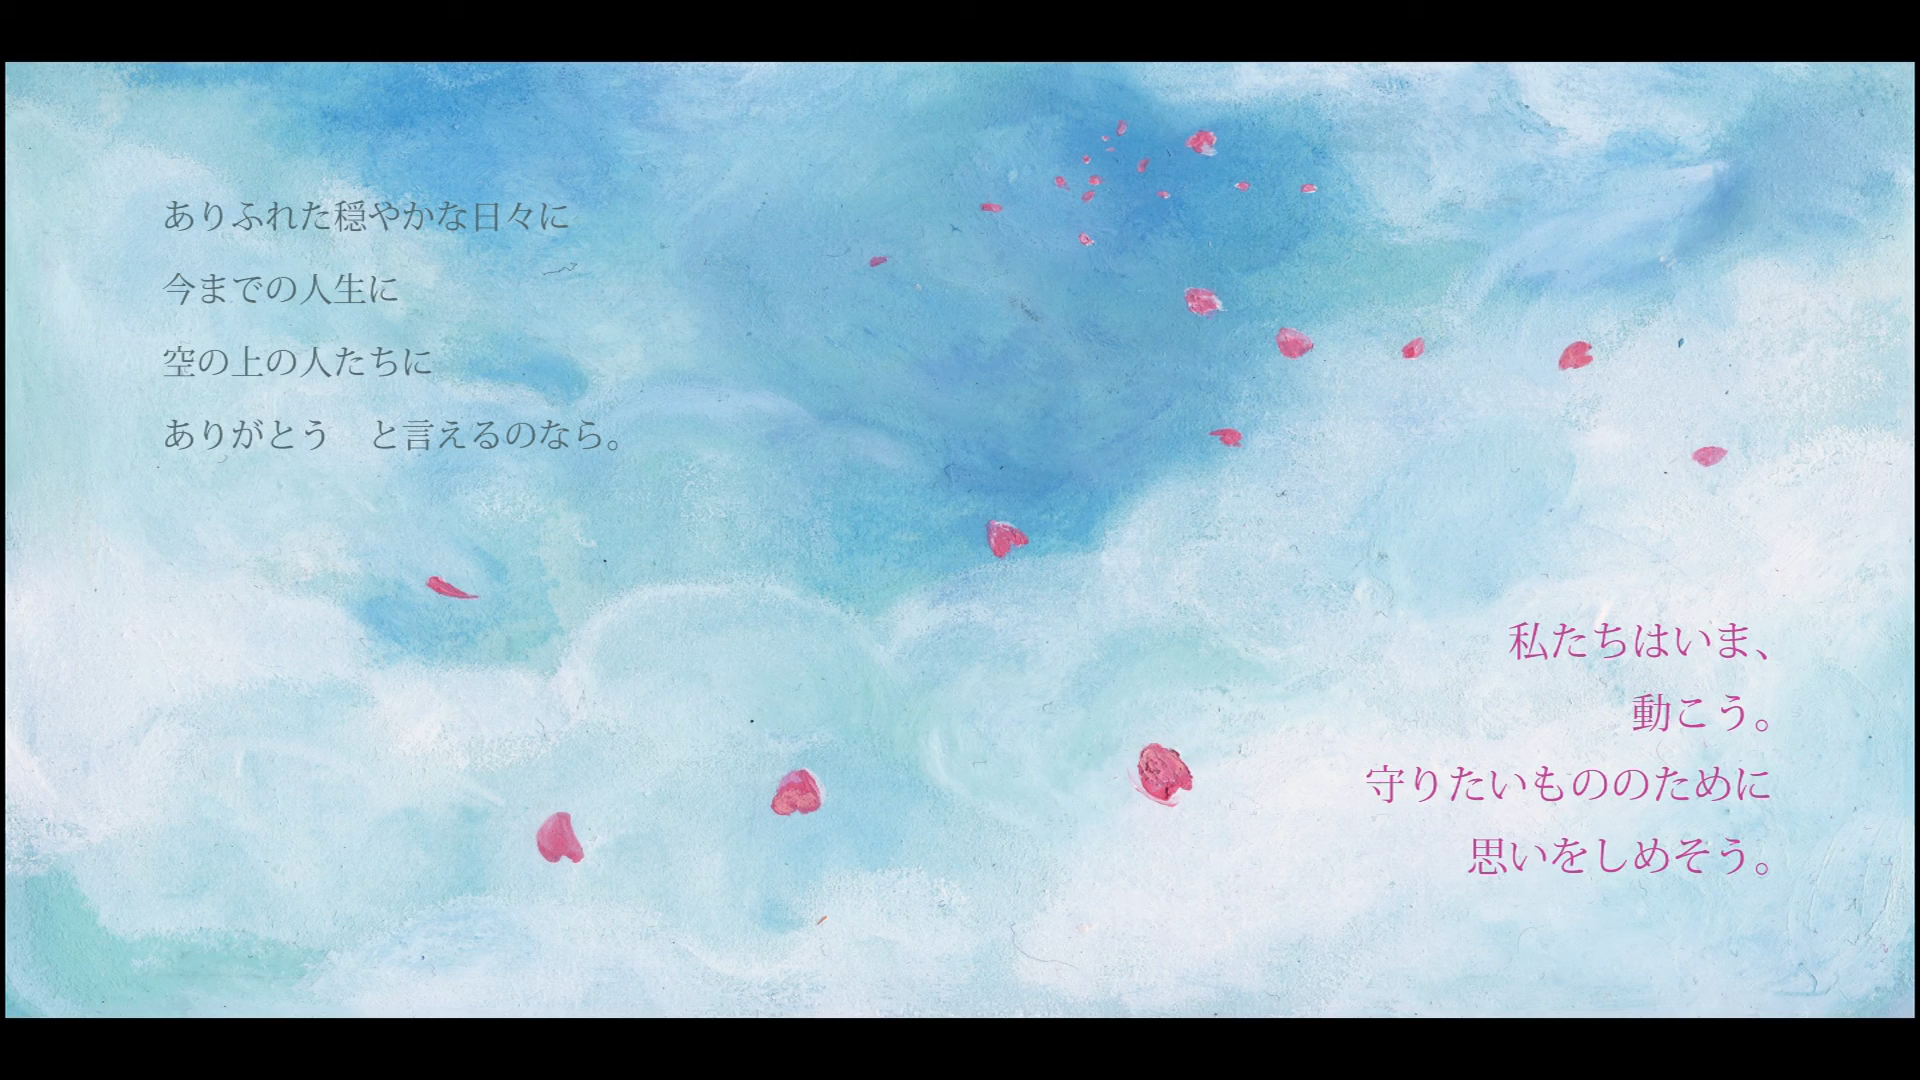 ありふれた穏やかな日々に
今までの人生に
空の上の人たちに
ありがとう　と言えるのなら。
私たちはいま、
動こう。
守りたいもののために
思いをしめそう。